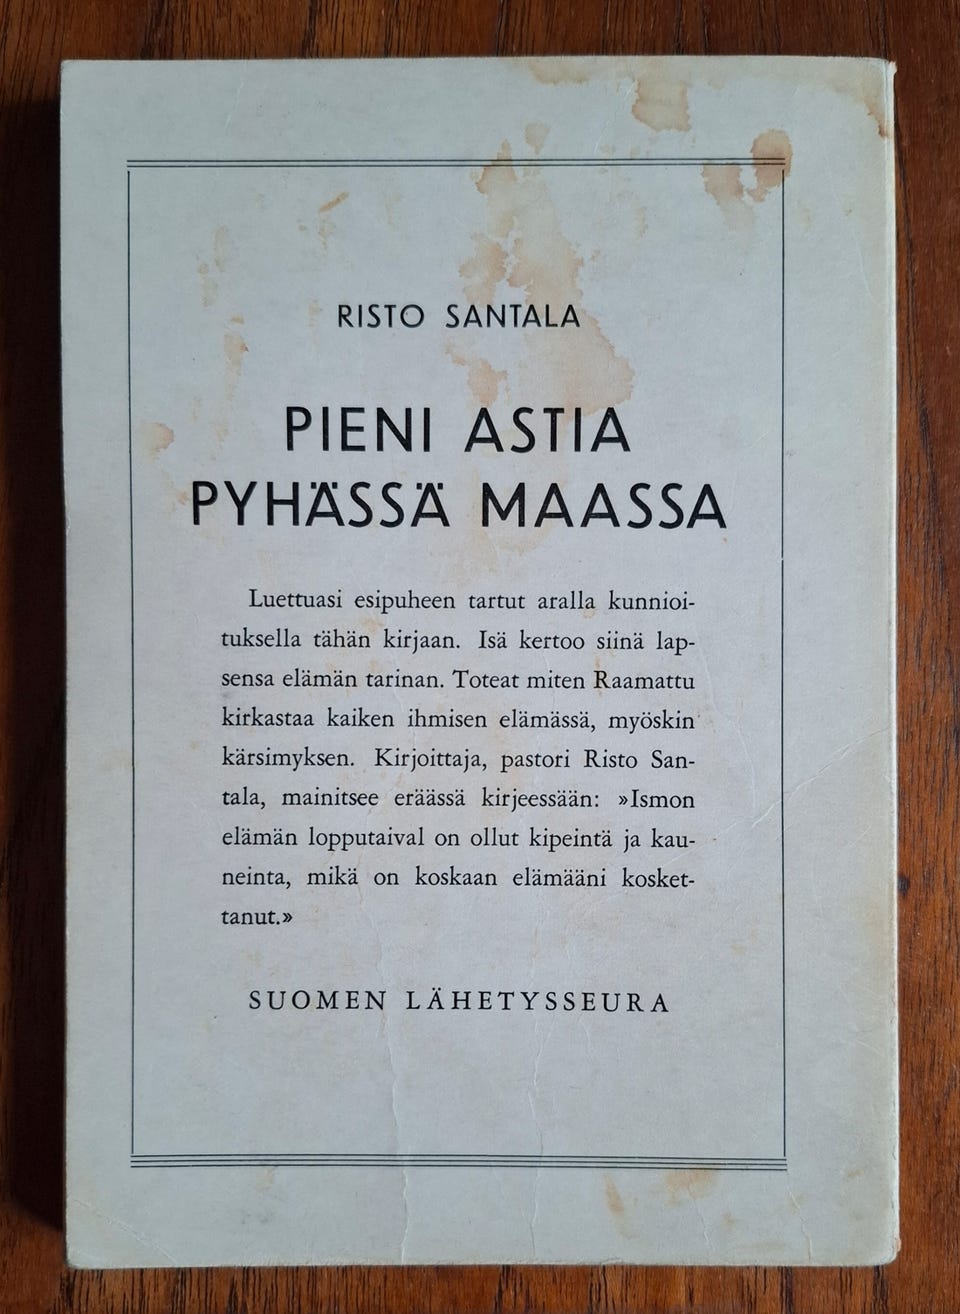 RISTO SANTALA
PIENI ASTIA
PYHÄSSÄ MAASSA
Luettuasi esipuheen tartut aralla kunnioi-
tuksella tähän kirjaan. Isä kertoo siinä lap-
sensa elämän tarinan. Toteat miten Raamattu
kirkastaa kaiken ihmisen elämässä, myöskin
kärsimyksen. Kirjoittaja, pastori Risto San-
tala, mainitsee eräässä kirjeessään: »Ismon
elämän lopputaival on ollut kipeintä ja kau-
neinta, mikä on koskaan elämääni kosket-
tanut.»
SUOMEN LÄHETYSSEURA